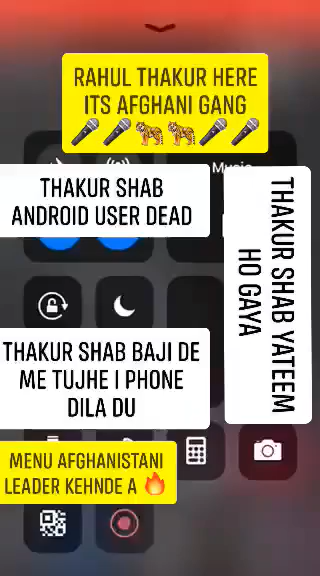 RAHUL THAKUR HERE
ITS AFGHANI GANG
🎤🎤🐅🐅🎤🎤
Music
THAKUR SHAB
ANDROID USER DEAD
THAKUR SHAB YATEEM
HO GAYA
THAKUR SHAB BAJI DE
ME TUJHE I PHONE
DILA DU
MENU AFGHANISTANI
LEADER KEHNDE A 🔥